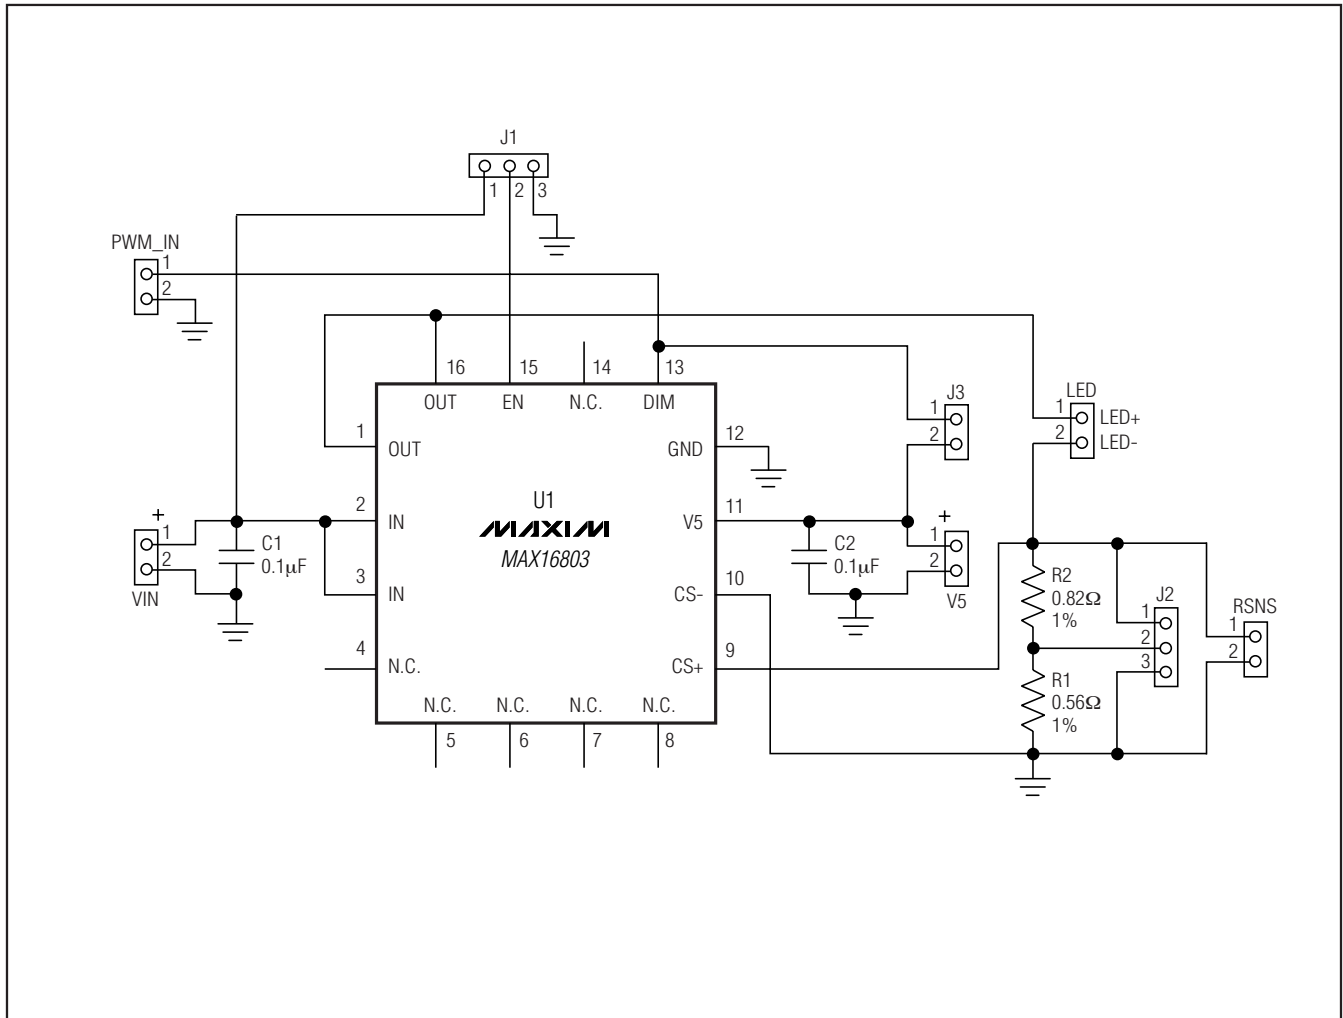 J1
1 2 3
PWM_IN
1
2
16 15 14 13
OUT EN N.C. DIM
J3
1
2
LED
1 LED+
2 LED-
1 OUT
GND 12
U1
MAXIM
MAX16803
2 IN
V5 11
3 IN
CS- 10
4 N.C.
CS+ 9
N.C. N.C. N.C. N.C.
5 6 7 8
+
1
2
VIN
C1
0.1µF
C2
0.1µF
+
1
2
V5
R2
0.82Ω
1%
J2
1
2
3
RSNS
1
2
R1
0.56Ω
1%